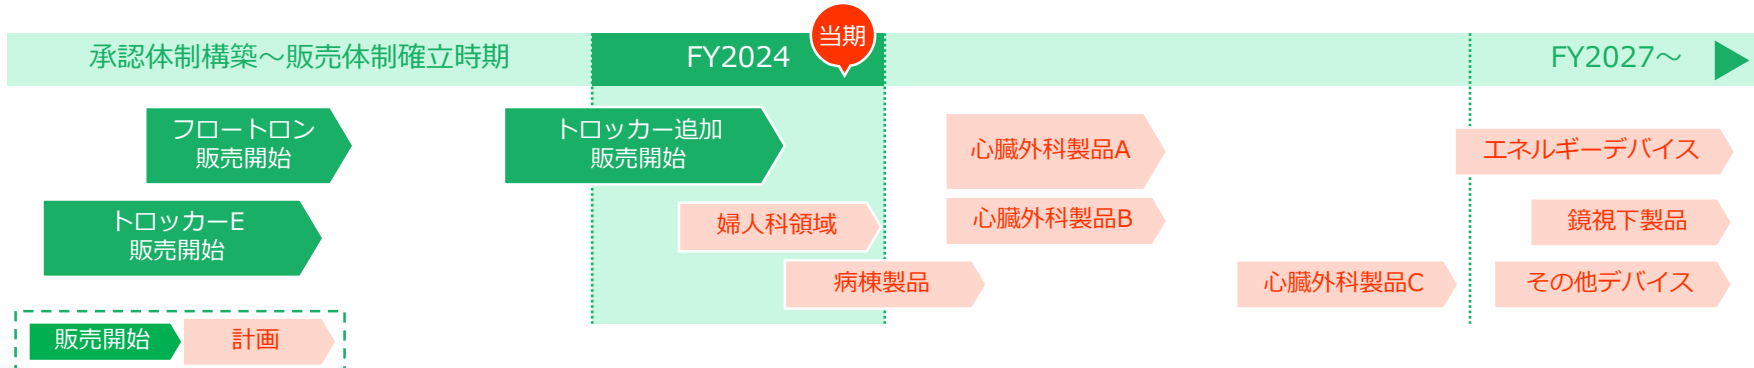 承認体制構築～販売体制確立時期
FY2024
当期
FY2027～
フロートロン
販売開始
トロッカー追加
販売開始
心臓外科製品A
エネルギーデバイス
トロッカーE
販売開始
婦人科領域
心臓外科製品B
鏡視下製品
病棟製品
心臓外科製品C
その他デバイス
販売開始
計画